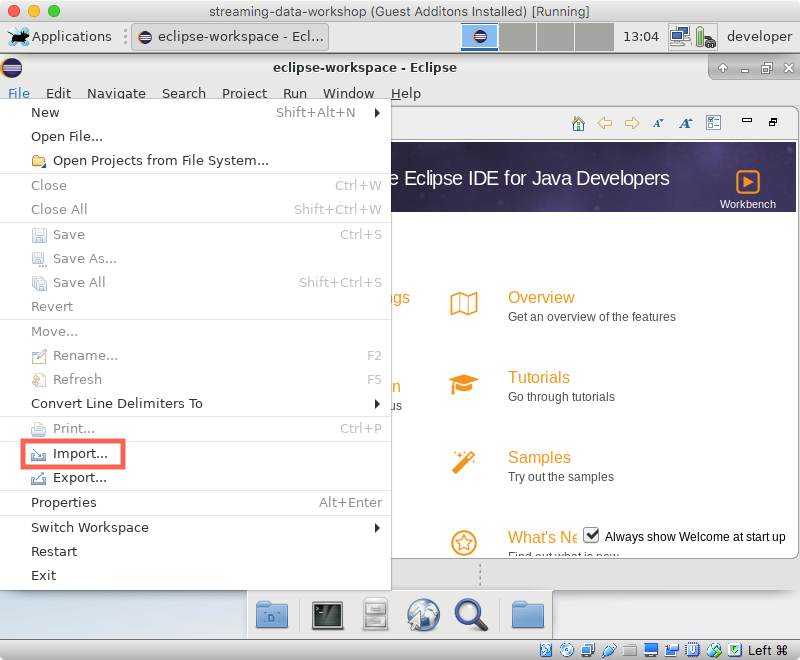 streaming-data-workshop (Guest Additons Installed) [Running]
Applications
eclipse-workspace - Ecl...
13:04
developer
eclipse-workspace - Eclipse
File Edit Navigate Search Project Run Window Help
New Shift+Alt+N
Open File...
Open Projects from File System...
Close Ctrl+W
Close All Shift+Ctrl+W
Save Ctrl+S
Save As...
Save All Shift+Ctrl+S
Revert
Move...
Rename... F2
Refresh F5
Convert Line Delimiters To
Print... Ctrl+P
Import...
Export...
Properties Alt+Enter
Switch Workspace
Restart
Exit
e Eclipse IDE for Java Developers
Workbench
gs
Overview
Get an overview of the features
n
us
Tutorials
Go through tutorials
Samples
Try out the samples
What's Ne
Always show Welcome at start up
Find out what is new
Left ⌘